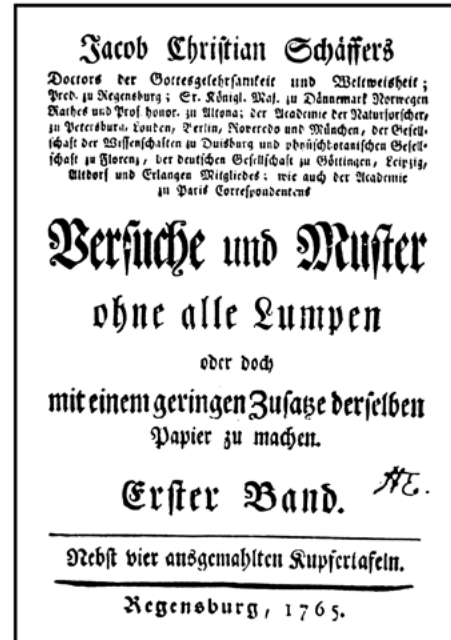 Jacob Christian Schäffers
Doctors der Gottesgelehrsamkeit und Weltweisheit;
Pred. zu Regensburg; Sr. Königl. Maj. zu Dännemark Norwegen
Rathes und Prof. honor. zu Altona; der Academie der Naturforscher,
zu Petersburg, London, Berlin, Roveredo und München, der Gesell-
schaft der Wissenschaften zu Duisburg und physischbotanischen Gesell-
schaft zu Florenz, der deutschen Gesellschaft zu Göttingen, Leipzig,
Altdorf und Erlangen Mitgliedes; wie auch der Academie
zu Paris Correspondentens
Versuche und Muster
ohne alle Lumpen
oder doch
mit einem geringen Zusatze derselben
Papier zu machen.
Erster Band.
Nebst vier ausgemahlten Kupfertafeln.
Regensburg, 1765.